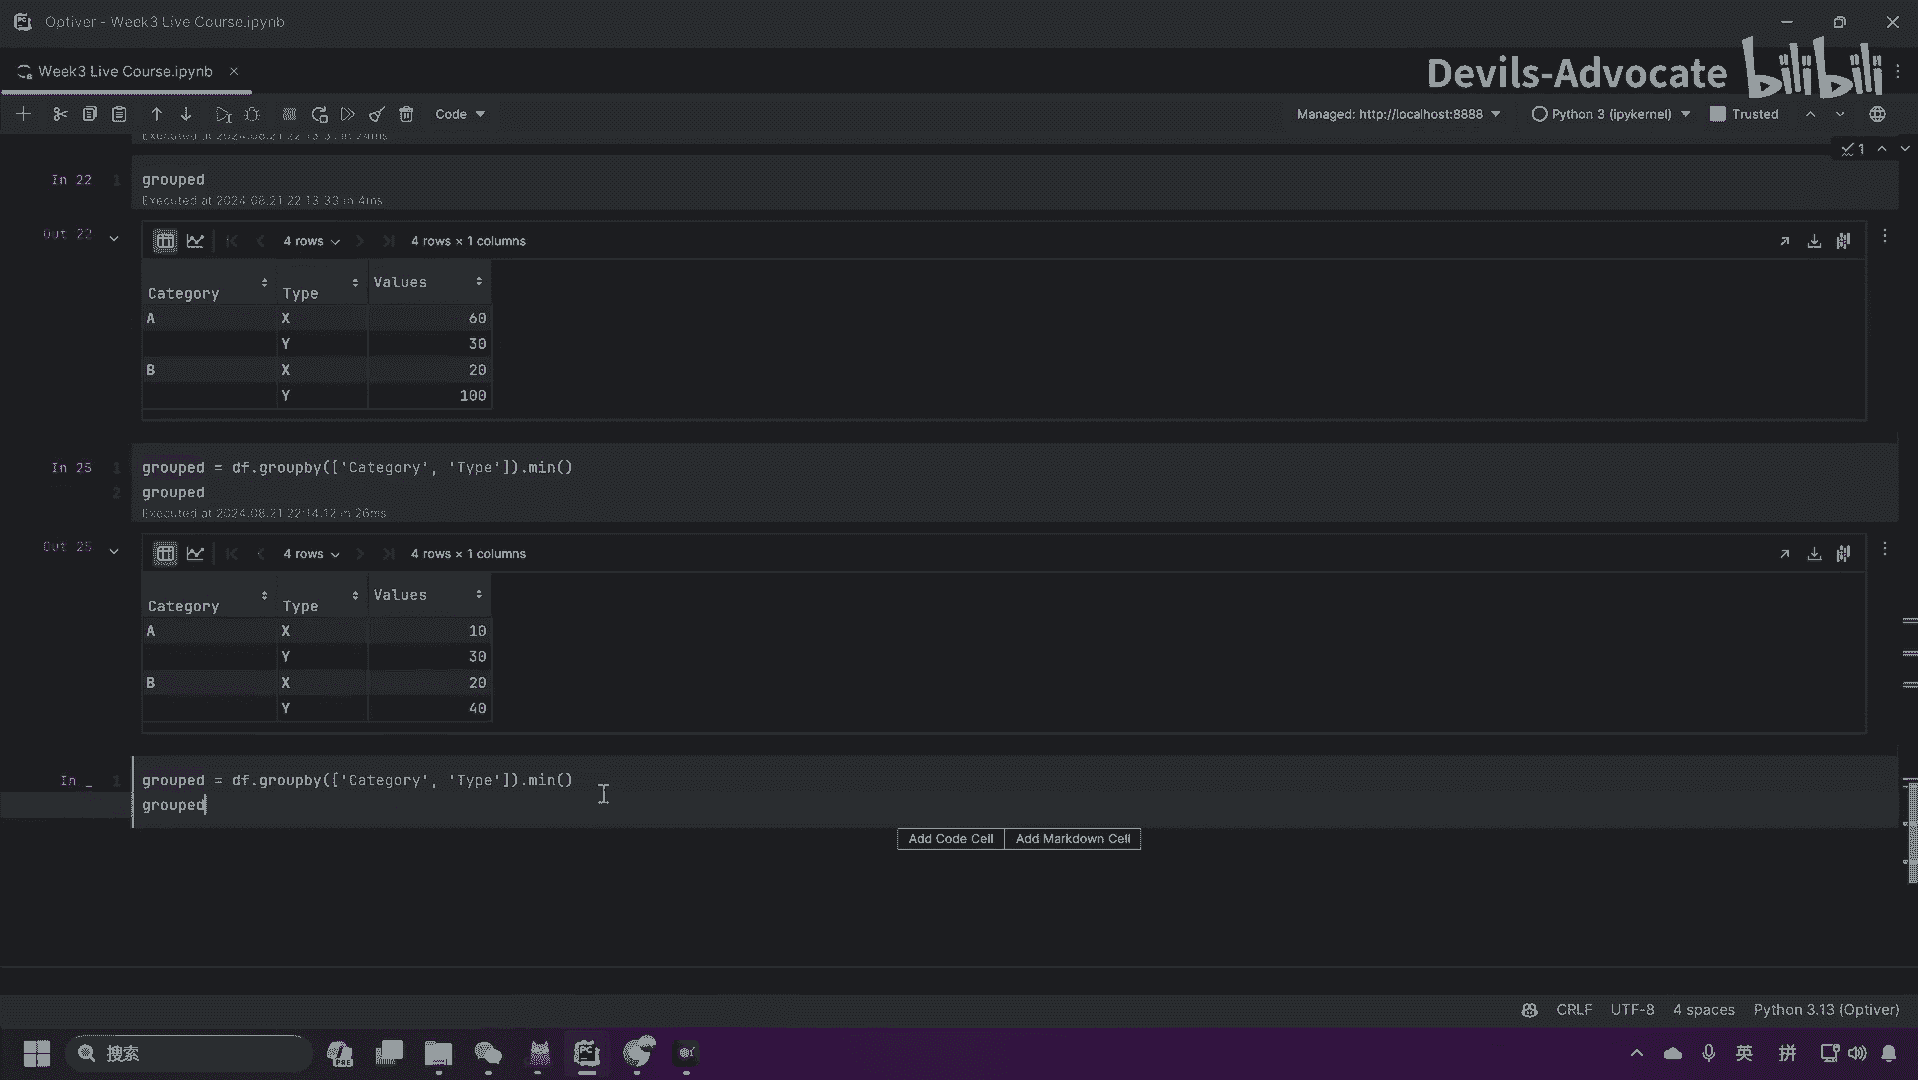 Optiver - Week3 Live Course.ipynb
Week3 Live Course.ipynb
Devils-Advocate bilibili
Code
Managed: http://localhost:8888
Python 3 (ipykernel)
Trusted
1
In 22 1 grouped
Executed at 2024.08.21 22:13:33 in 4ms
Out 22
4 rows
4 rows × 1 columns
Category Type Values
A X 60
Y 30
B X 20
Y 100
In 25 1 grouped = df.groupby(['Category', 'Type']).min()
2 grouped
Executed at 2024.08.21 22:14:12 in 26ms
Out 25
4 rows
4 rows × 1 columns
Category Type Values
A X 10
Y 30
B X 20
Y 40
In _ 1 grouped = df.groupby(['Category', 'Type']).min()
grouped
Add Code Cell Add Markdown Cell
CRLF UTF-8 4 spaces Python 3.13 (Optiver)
搜索
英 拼